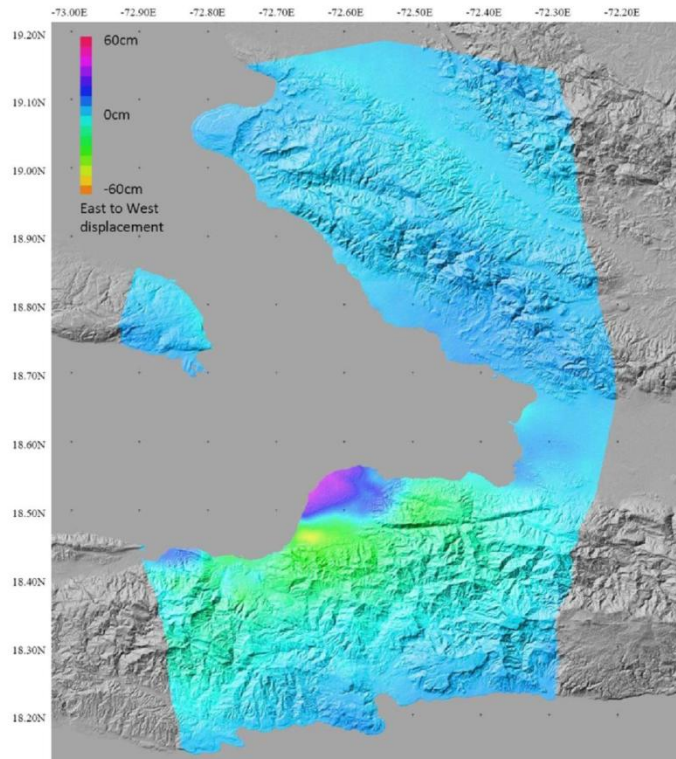 -73.00E -72.90E -72.80E -72.70E -72.60E -72.50E -72.40E -72.30E -72.20E
19.20N
60cm
19.10N
0cm
19.00N
-60cm
East to West
displacement
18.90N
18.80N
18.70N
18.60N
18.50N
18.40N
18.30N
18.20N